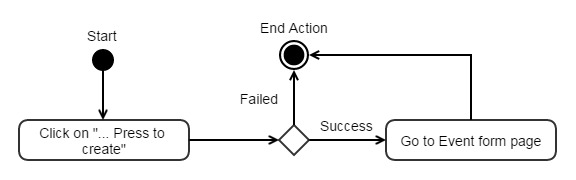 End Action
Start
Failed
Success
Click on "... Press to
create"
Go to Event form page